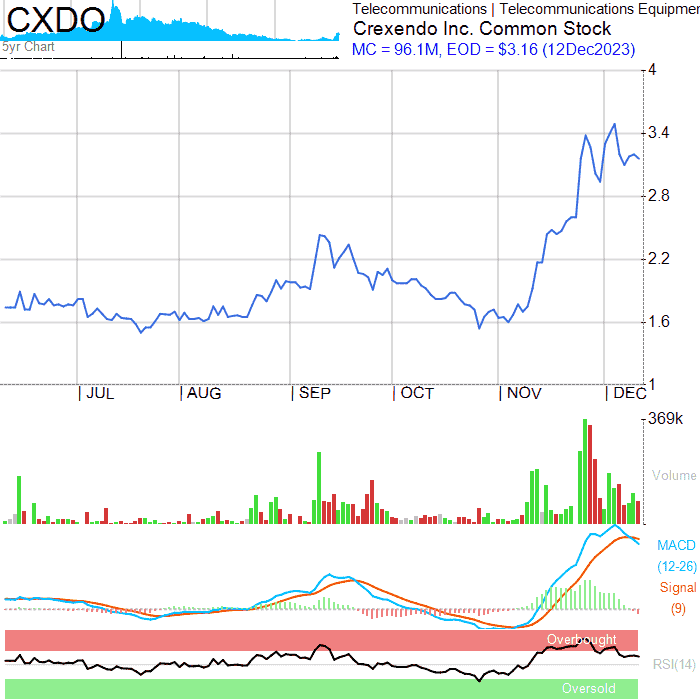 CXDO
5yr Chart
Telecommunications | Telecommunications Equipmen
Crexendo Inc. Common Stock
MC = 96.1M, EOD = $3.16 (12Dec2023)
4
3.4
2.8
2.2
1.6
1
JUL AUG SEP OCT NOV DEC
369k
Volume
MACD
(12-26)
Signal
(9)
Overbought
RSI(14)
Oversold